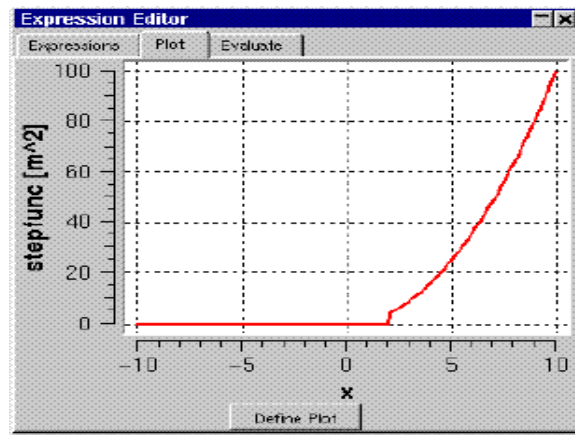 Expression Editor
Expressions Plot Evaluate
stepfunc [m^2]
100
80
60
40
20
0
-10 -5 0 5 10
x
Define Plot